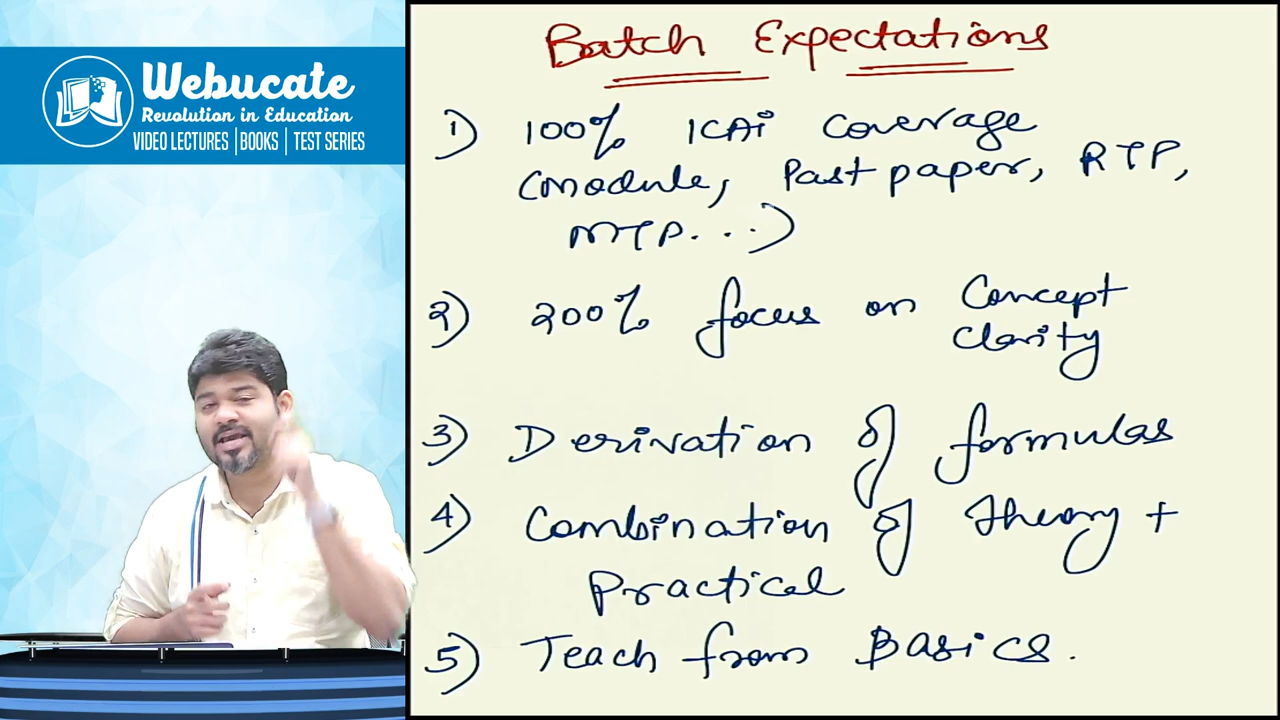 Webucate
Revolution in Education
VIDEO LECTURES | BOOKS | TEST SERIES
Batch Expectations
1) 100% ICAi Coverage
(module, Past paper, RTP,
MTP...)
2) 200% focus on Concept
Clarity
3) Derivation of formulas
4) Combination of theory +
Practical
5) Teach from Basics.